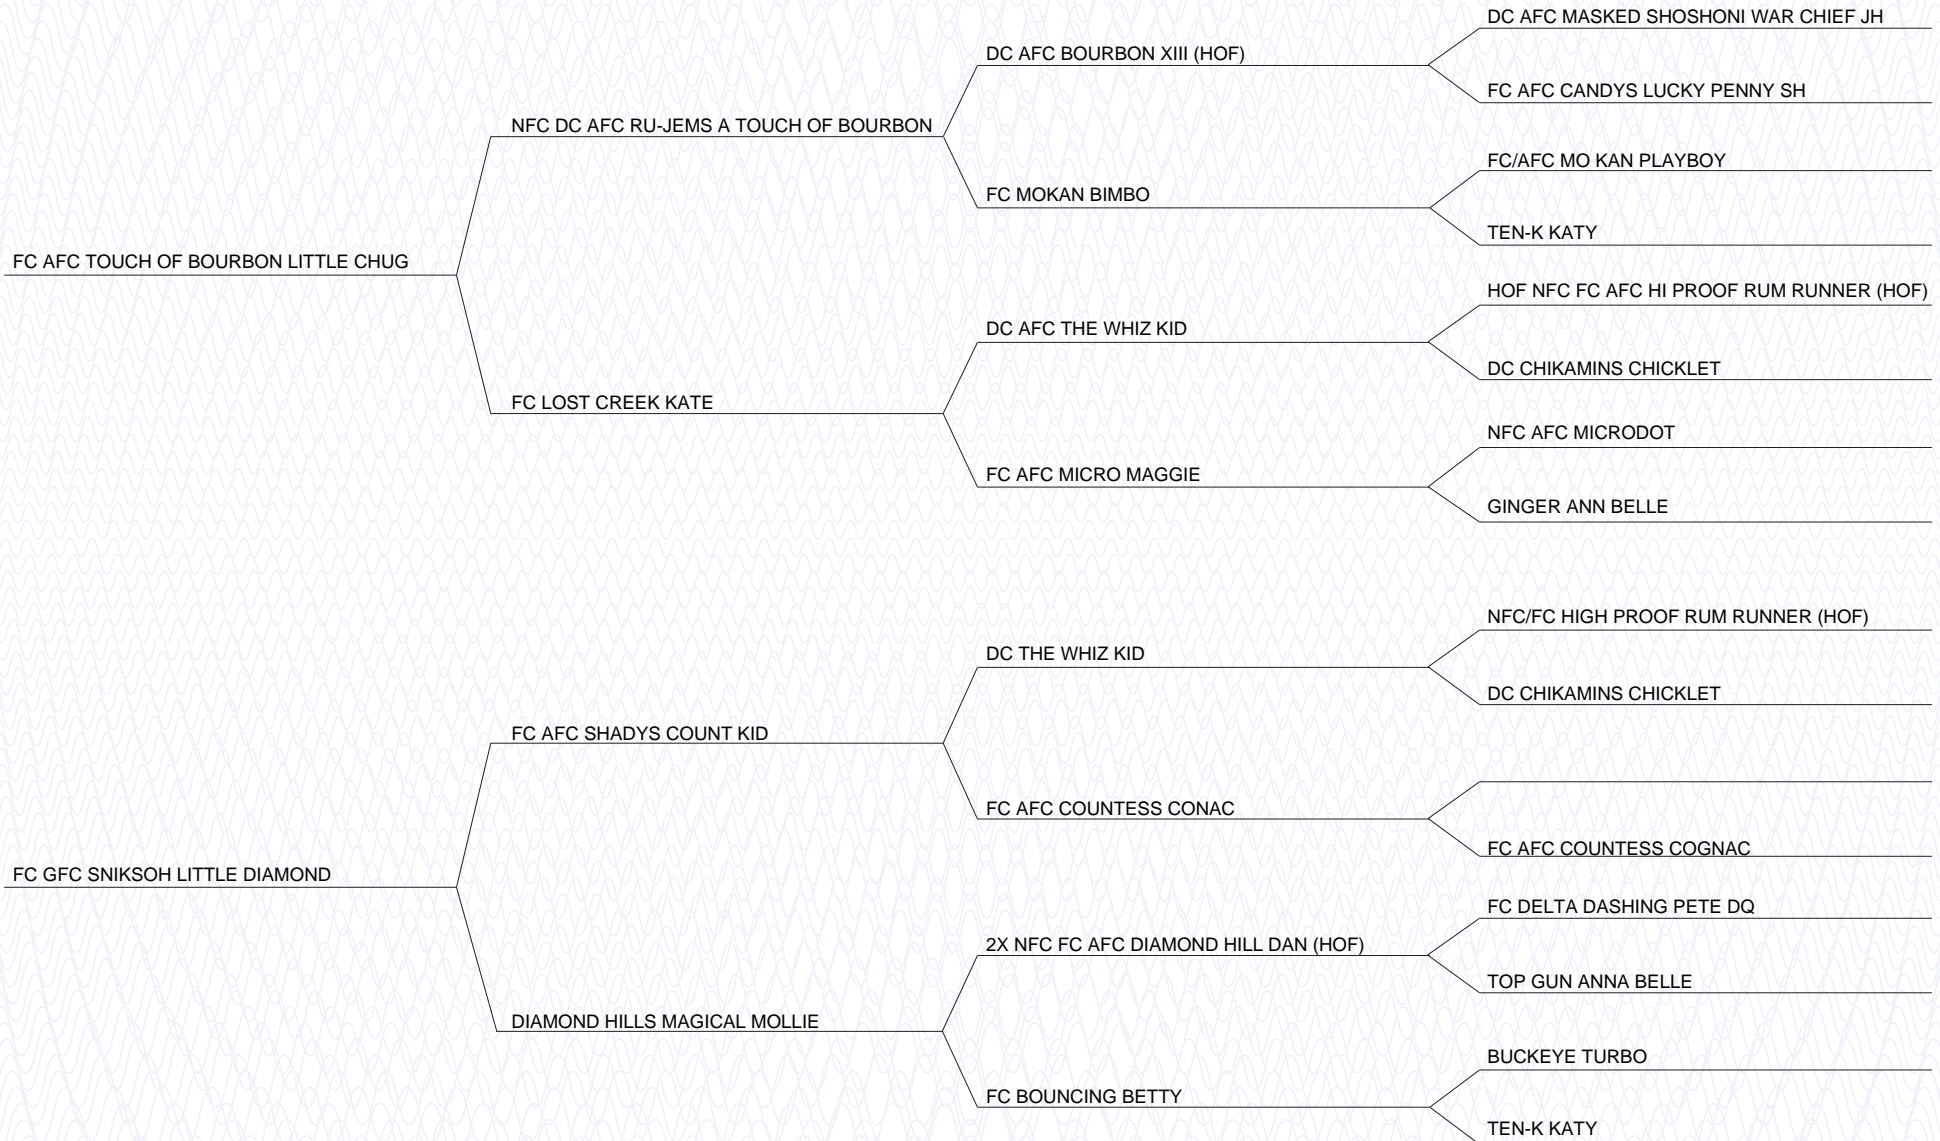 DC AFC MASKED SHOSHONI WAR CHIEF JH
DC AFC BOURBON XIII (HOF)
FC AFC CANDYS LUCKY PENNY SH
NFC DC AFC RU-JEMS A TOUCH OF BOURBON
FC/AFC MO KAN PLAYBOY
FC MOKAN BIMBO
TEN-K KATY
FC AFC TOUCH OF BOURBON LITTLE CHUG
HOF NFC FC AFC HI PROOF RUM RUNNER (HOF)
DC AFC THE WHIZ KID
DC CHIKAMINS CHICKLET
FC LOST CREEK KATE
NFC AFC MICRODOT
FC AFC MICRO MAGGIE
GINGER ANN BELLE
NFC/FC HIGH PROOF RUM RUNNER (HOF)
DC THE WHIZ KID
DC CHIKAMINS CHICKLET
FC AFC SHADYS COUNT KID
FC AFC COUNTESS CONAC
FC AFC COUNTESS COGNAC
FC GFC SNIKSOH LITTLE DIAMOND
FC DELTA DASHING PETE DQ
2X NFC FC AFC DIAMOND HILL DAN (HOF)
TOP GUN ANNA BELLE
DIAMOND HILLS MAGICAL MOLLIE
BUCKEYE TURBO
FC BOUNCING BETTY
TEN-K KATY